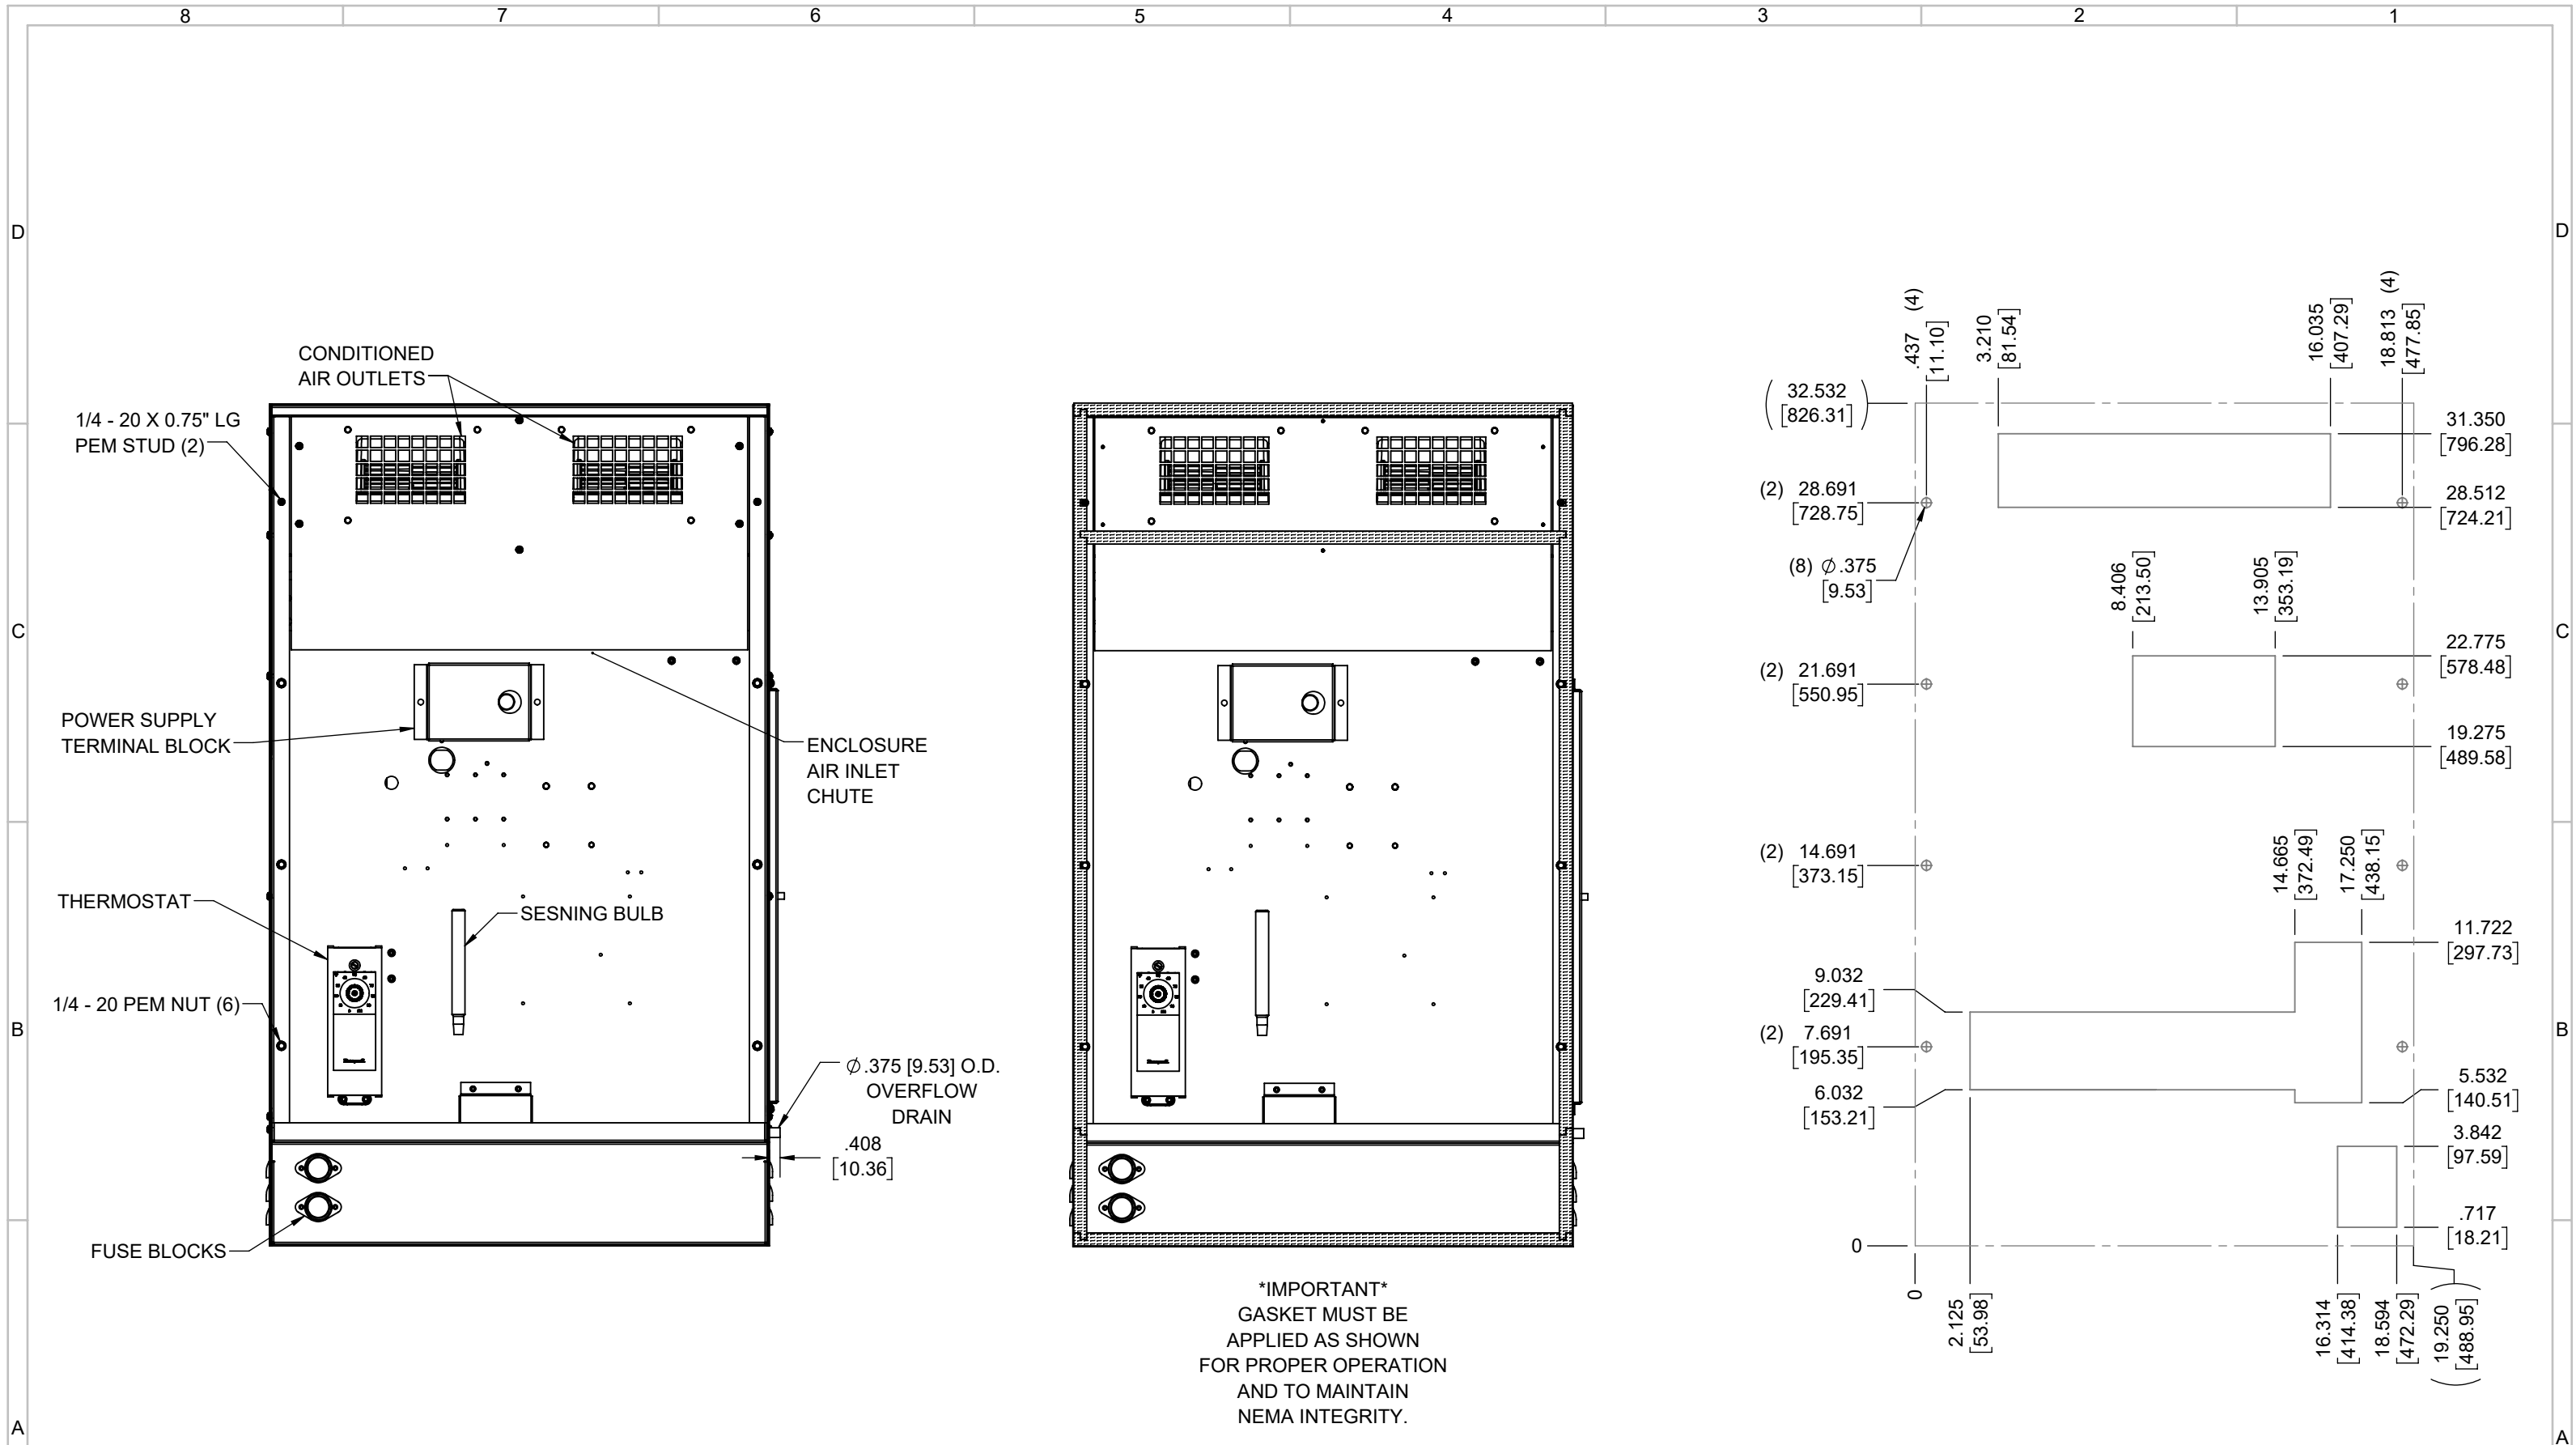 8 7 6 5 4 3 2 1
D
D
C
C
B
B
A
A
CONDITIONED
AIR OUTLETS
1/4 - 20 X 0.75" LG
PEM STUD (2)
POWER SUPPLY
TERMINAL BLOCK
ENCLOSURE
AIR INLET
CHUTE
THERMOSTAT
SESNING BULB
1/4 - 20 PEM NUT (6)
∅.375 [9.53] O.D.
OVERFLOW
DRAIN
.408
[10.36]
FUSE BLOCKS
*IMPORTANT*
GASKET MUST BE
APPLIED AS SHOWN
FOR PROPER OPERATION
AND TO MAINTAIN
NEMA INTEGRITY.
.437 (4)
[11.10]
3.210
[81.54]
16.035
[407.29]
18.813 (4)
[477.85]
(32.532
[826.31])
31.350
[796.28]
(2) 28.691
[728.75]
28.512
[724.21]
(8) ∅.375
[9.53]
8.406
[213.50]
13.905
[353.19]
22.775
[578.48]
(2) 21.691
[550.95]
19.275
[489.58]
(2) 14.691
[373.15]
14.665
[372.49]
17.250
[438.15]
11.722
[297.73]
9.032
[229.41]
(2) 7.691
[195.35]
6.032
[153.21]
5.532
[140.51]
3.842
[97.59]
.717
[18.21]
0
0
2.125
[53.98]
16.314
[414.38]
18.594
[472.29]
(19.250
[488.95])